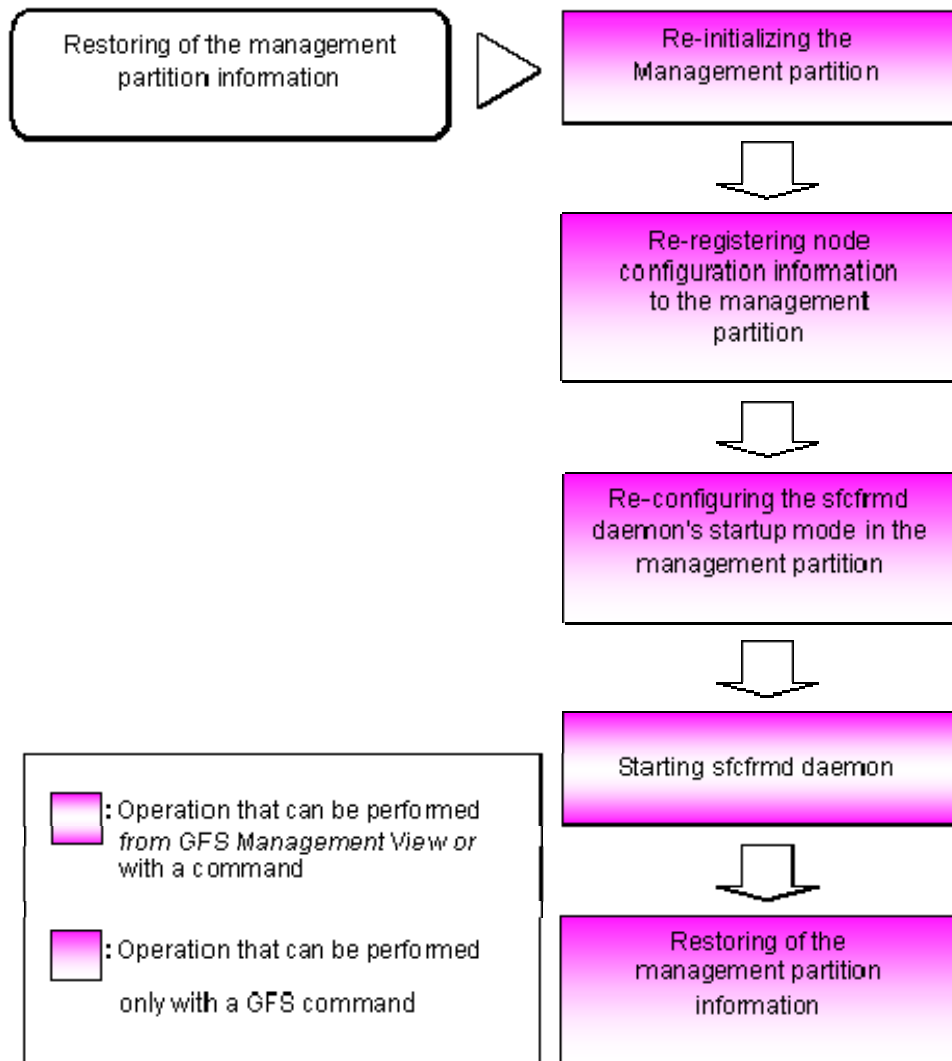 Restoring of the management
partition information
Re-initializing the
Management partition
Re-registering node
configuration information
to the management
partition
Re-configuring the sfcfrmd
daemon's startup mode in the
management partition
Starting sfcfrmd daemon
Restoring of the
management partition
information
: Operation that can be performed
from GFS Management View or
with a command
: Operation that can be performed
only with a GFS command